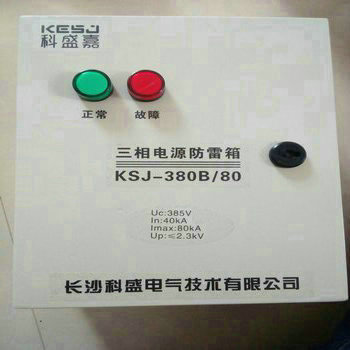 KESJ
科盛嘉
正常 故障
三相电源防雷箱
KSJ-380B/80
Uc:385V
In:40kA
Imax:80kA
Up:≤2.3kV
长沙科盛电气技术有限公司